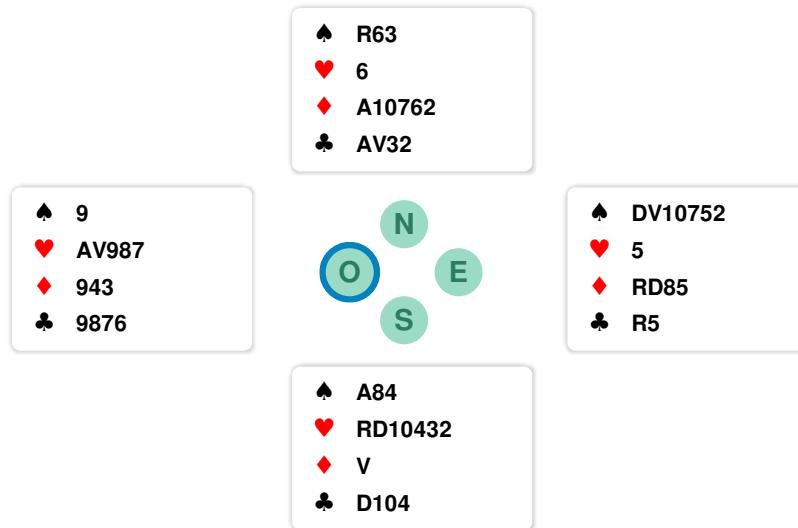 ♠ R63
♥ 6
♦ A10762
♣ AV32
♠ 9
♥ AV987
♦ 943
♣ 9876
N
O E
S
♠ DV10752
♥ 5
♦ RD85
♣ R5
♠ A84
♥ RD10432
♦ V
♣ D104